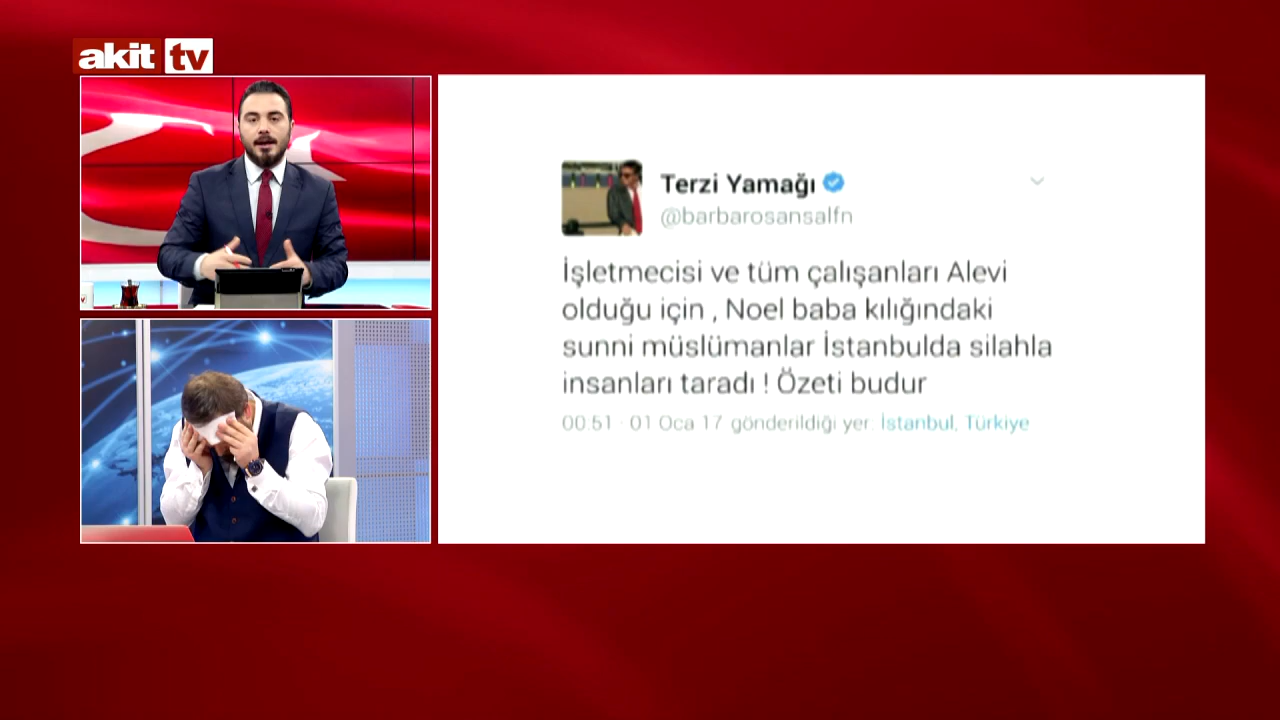 akit tv
Terzi Yamağı
@barbarosansalfn
İşletmecisi ve tüm çalışanları Alevi
olduğu için , Noel baba kılığındaki
sunni müslümanlar İstanbulda silahla
insanları taradı ! Özeti budur
00:51 · 01 Oca 17 gönderildiği yer: İstanbul, Türkiye